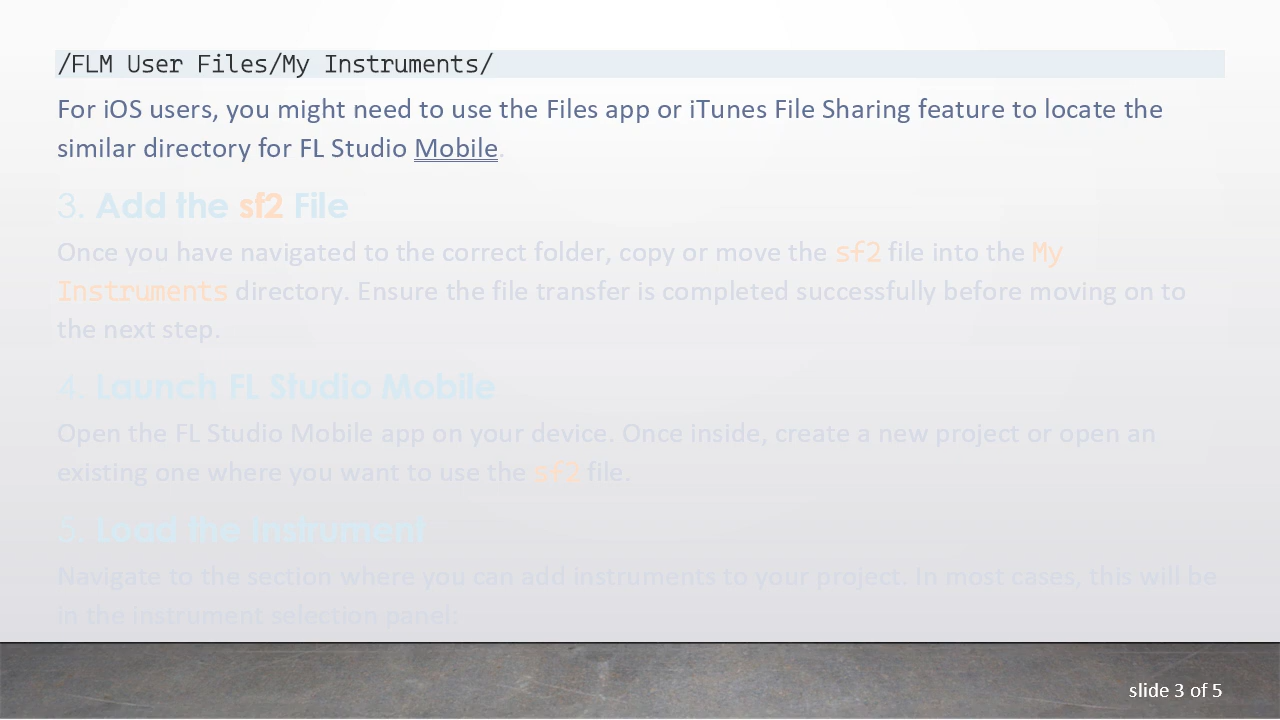 /FLM User Files/My Instruments/
For iOS users, you might need to use the Files app or iTunes File Sharing feature to locate the
similar directory for FL Studio Mobile.
3. Add the sf2 File
Once you have navigated to the correct folder, copy or move the sf2 file into the My
Instruments directory. Ensure the file transfer is completed successfully before moving on to
the next step.
4. Launch FL Studio Mobile
Open the FL Studio Mobile app on your device. Once inside, create a new project or open an
existing one where you want to use the sf2 file.
5. Load the Instrument
Navigate to the section where you can add instruments to your project. In most cases, this will be
in the instrument selection panel:
slide 3 of 5